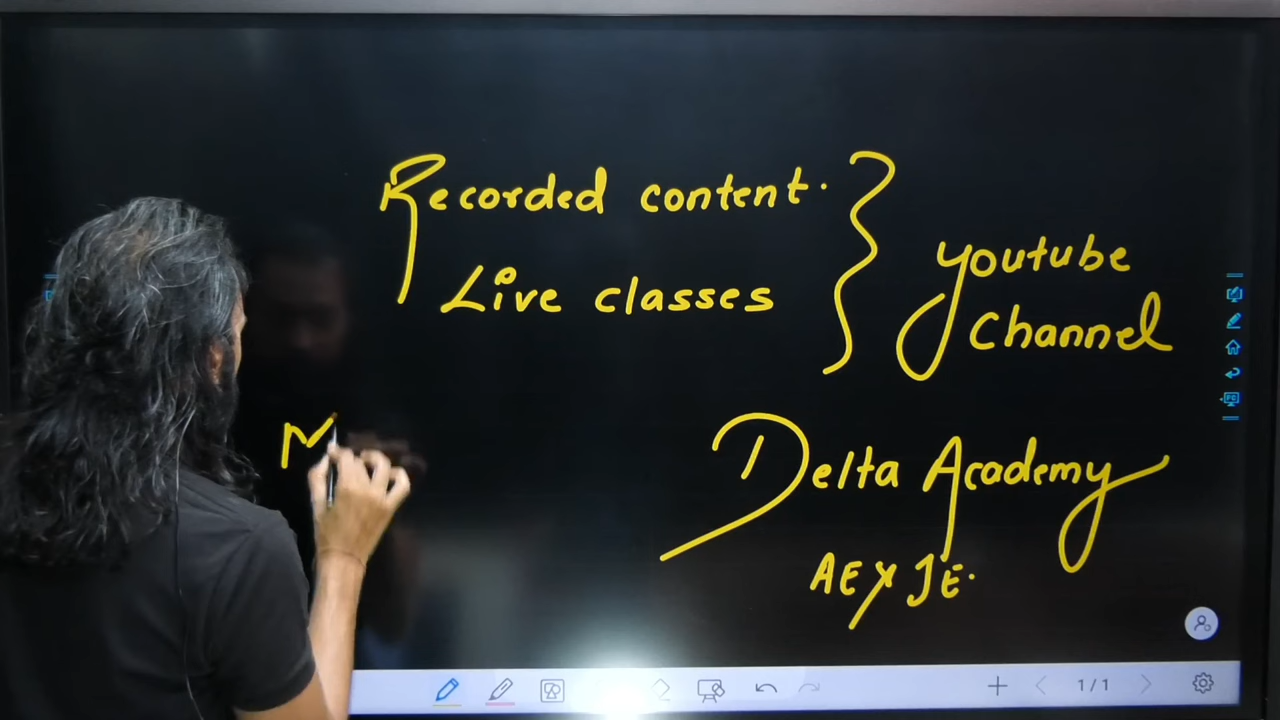 Recorded content.
Live classes
youtube
Channel
N
Delta Academy
AE x JE.
1/1